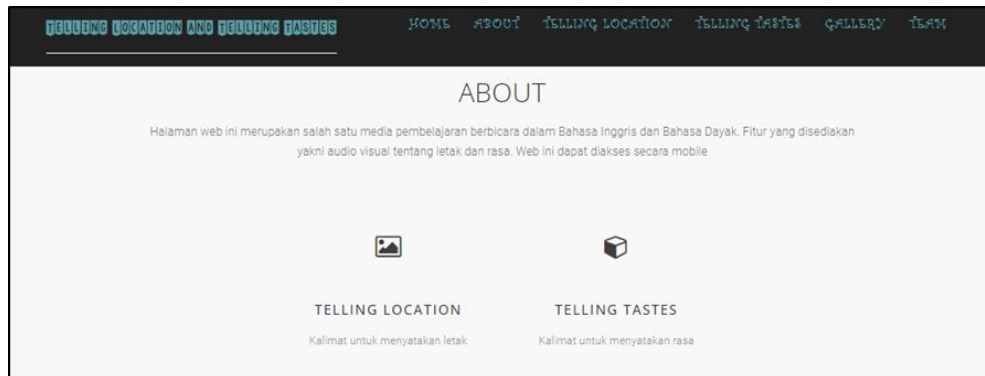 TELLING LOCATION AND TELLING TASTES
HOME ABOUT TELLING LOCATION TELLING TASTES GALLERY TEAM
ABOUT
Halaman web ini merupakan salah satu media pembelajaran berbicara dalam Bahasa Inggris dan Bahasa Dayak. Fitur yang disediakan
yakni audio visual tentang letak dan rasa. Web ini dapat diakses secara mobile
TELLING LOCATION
Kalimat untuk menyatakan letak
TELLING TASTES
Kalimat untuk menyatakan rasa